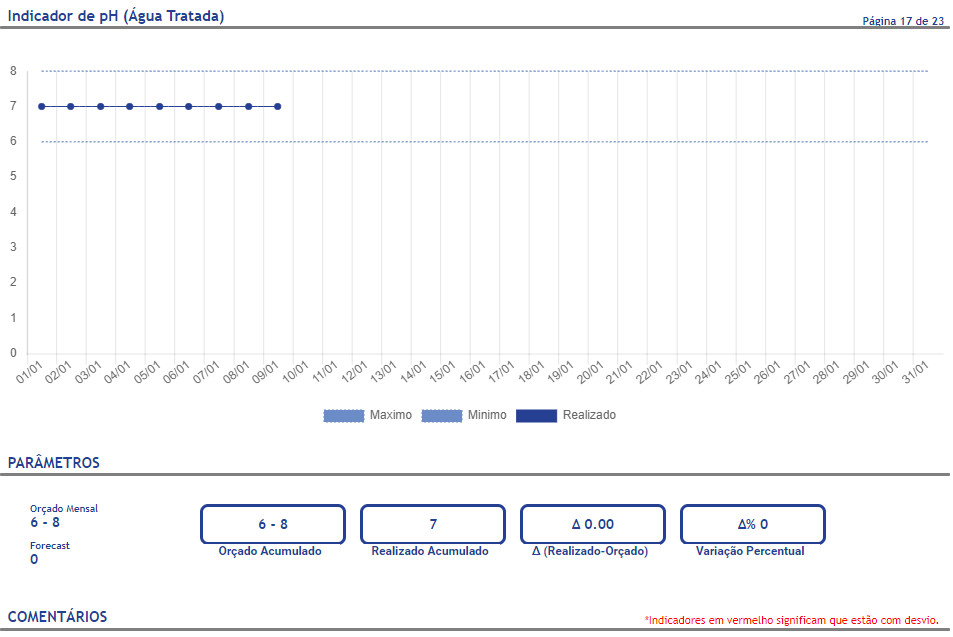 Indicador de pH (Água Tratada)
Página 17 de 23
8
7
6
5
4
3
2
1
0
01/01 02/01 03/01 04/01 05/01 06/01 07/01 08/01 09/01 10/01 11/01 12/01 13/01 14/01 15/01 16/01 17/01 18/01 19/01 20/01 21/01 22/01 23/01 24/01 25/01 26/01 27/01 28/01 29/01 30/01 31/01
Maximo Minimo Realizado
PARÂMETROS
Orçado Mensal
6 - 8
Forecast
0
6 - 8
Orçado Acumulado
7
Realizado Acumulado
Δ 0.00
Δ (Realizado-Orçado)
Δ% 0
Variação Percentual
COMENTÁRIOS
*Indicadores em vermelho significam que estão com desvio.